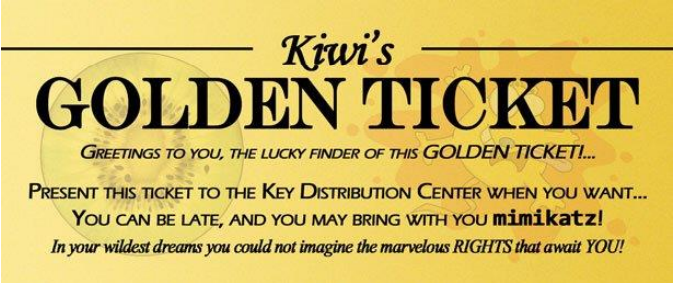 Kiwi's
GOLDEN TICKET
GREETINGS TO YOU, THE LUCKY FINDER OF THIS GOLDEN TICKET!...
PRESENT THIS TICKET TO THE KEY DISTRIBUTION CENTER WHEN YOU WANT...
YOU CAN BE LATE, AND YOU MAY BRING WITH YOU mimikatz!
In your wildest dreams you could not imagine the marvelous RIGHTS that await YOU!